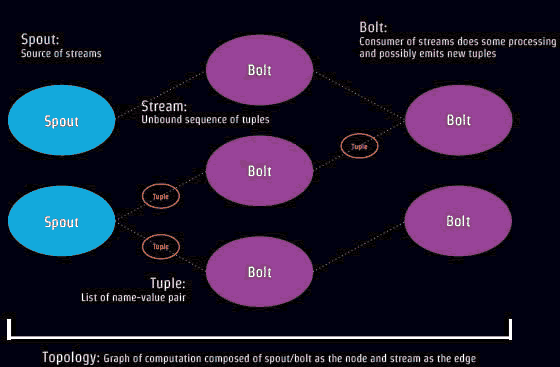 Spout:
Source of streams
Bolt:
Consumer of streams does some processing
and possibly emits new tuples
Bolt
Stream:
Unbound sequence of tuples
Spout
Bolt
Tuple
Bolt
Tuple
Spout
Bolt
Tuple
Bolt
Tuple:
List of name-value pair
Topology: Graph of computation composed of spout/bolt as the node and stream as the edge